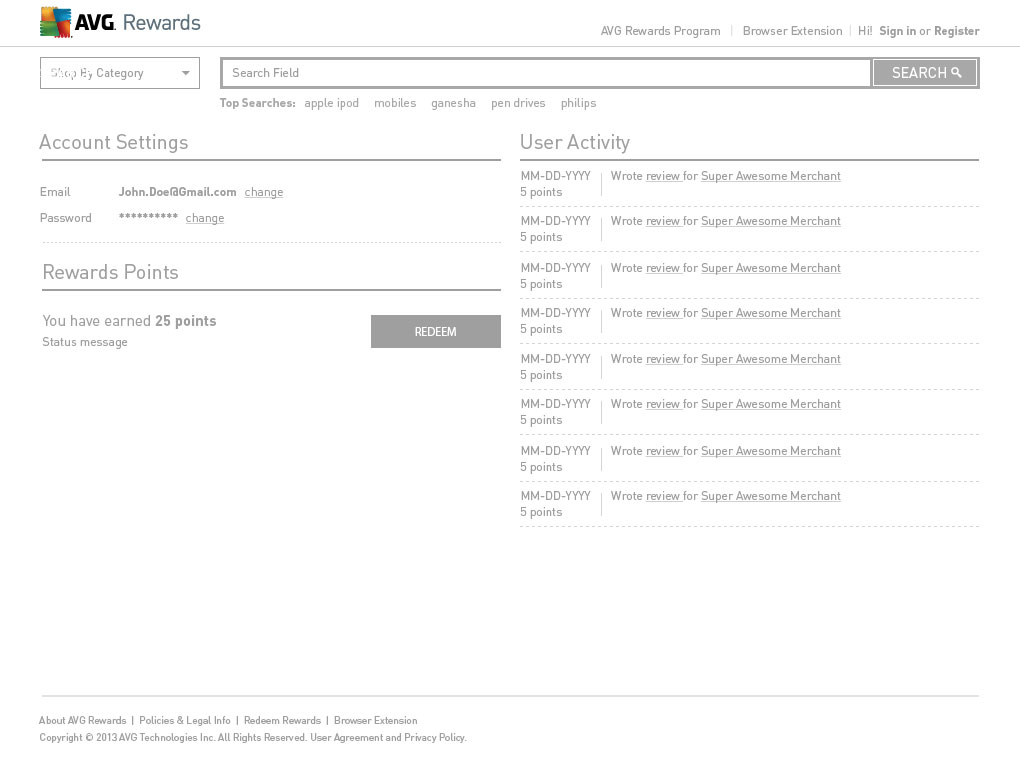 AVG Rewards
AVG Rewards Program | Browser Extension | Hi! Sign in or Register
Shop By Category
Search Field
SEARCH
Top Searches: apple ipod mobiles ganesha pen drives philips
Account Settings
Email John.Doe@Gmail.com change
Password ********** change
Rewards Points
You have earned 25 points
Status message
REDEEM
User Activity
MM-DD-YYYY Wrote review for Super Awesome Merchant
5 points
MM-DD-YYYY Wrote review for Super Awesome Merchant
5 points
MM-DD-YYYY Wrote review for Super Awesome Merchant
5 points
MM-DD-YYYY Wrote review for Super Awesome Merchant
5 points
MM-DD-YYYY Wrote review for Super Awesome Merchant
5 points
MM-DD-YYYY Wrote review for Super Awesome Merchant
5 points
MM-DD-YYYY Wrote review for Super Awesome Merchant
5 points
MM-DD-YYYY Wrote review for Super Awesome Merchant
5 points
About AVG Rewards | Policies & Legal Info | Redeem Rewards | Browser Extension
Copyright © 2013 AVG Technologies Inc. All Rights Reserved. User Agreement and Privacy Policy.